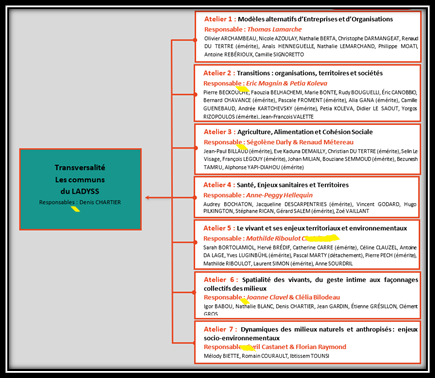 Transversalité
Les communs
du LADYSS
Responsables : Denis CHARTIER
Atelier 1 : Modèles alternatifs d'Entreprises et d'Organisations
Responsable : Thomas Lamarche
Olivier ARCHAMBEAU, Nicole AZOULAY, Nathalie BERTA, Christophe DARMANGEAT, Renaud
DU TERTRE (émérite), Anaïs HENNEGUELLE, Nathalie LEMARCHAND, Philippe MOATI,
Antoine REBÉRIOUX, Camille SIGNORETTO
Atelier 2 : Transitions : organisations, territoires et sociétés
Responsable : Eric Magnin & Petia Koleva
Pierre BECKOUCHE, Faouzia BELHACHEMI, Marie BONTE, Rudy BOUGUELLI, Éric CANOBBIO,
Bernard CHAVANCE (émérite), Pascale FROMENT (émérite), Alia GANA (émérite), Camille
GUENEBAUD, Andrée KARTCHEVSKY (émérite), Petia KOLEVA, Didier LE SAOUT, Yorgos
RIZOPOULOS (émérite), Jean-François VALETTE
Atelier 3 : Agriculture, Alimentation et Cohésion Sociale
Responsable : Ségolène Darly & Renaud Métereau
Jean-Paul BILLAUD (émérite), Eve Kaduna DEMAILLY, Christian DU TERTRE (émérite), Selin Le
Visage, François LEGOUY (émérite), Johan MILIAN, Bouziane SEMMOUD (émérite), Becunesh
TAMRU, Alphonse YAPI-DIAHOU (émérite)
Atelier 4 : Santé, Enjeux sanitaires et Territoires
Responsable : Anne-Peggy Hellequin
Audrey BOCHATON, Jacqueline DESCARPENTRIES (émérite), Vincent GODARD, Hugo
PILKINGTON, Stéphane RICAN, Gérard SALEM (émérite), Zoé VAILLANT
Atelier 5 : Le vivant et ses enjeux territoriaux et environnementaux
Responsable : Mathilde Riboulot
Sarah BORTOLAMIOL, Hervé BRÉDIF, Catherine CARRE (émérite), Céline CLAUZEL, Antoine
DA LAGE, Yves LUGINBÜHL (émérite), Pascal MARTY (détachement), Pierre PECH (émérite),
Mathilde RIBOULOT, Laurent SIMON (émérite), Anne SOURDRIL
Atelier 6 : Spatialité des vivants, du geste intime aux façonnages
collectifs des milieux
Responsable : Joanne Clavel & Clélia Bilodeau
Igor BABOU, Nathalie BLANC, Denis CHARTIER, Jean GARDIN, Étienne GRÉSILLON, Clément
GROS
Atelier 7 : Dynamiques des milieux naturels et anthropisés : enjeux
socio-environnementaux
Responsable Castanet & Florian Raymond
Mélody BIETTE, Romain COURAULT, Ibtissem TOUNSI